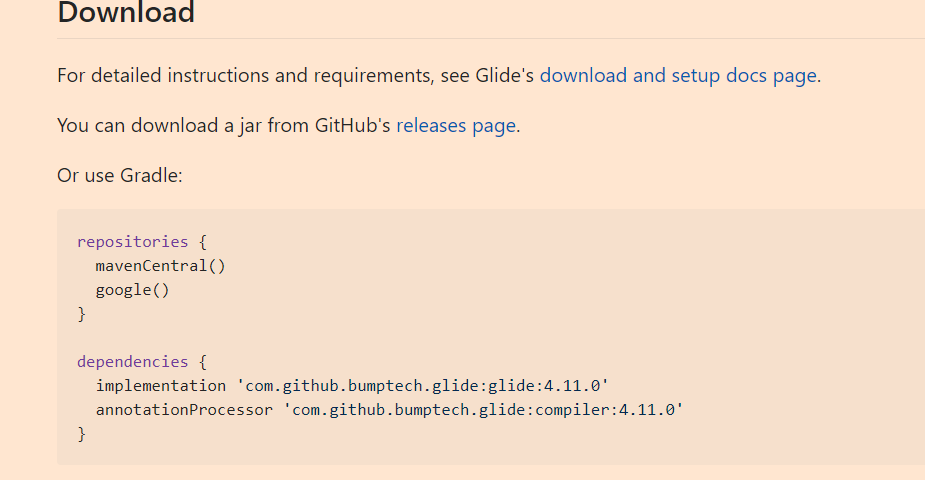 Download
For detailed instructions and requirements, see Glide's download and setup docs page.
You can download a jar from GitHub's releases page.
Or use Gradle:
repositories {
  mavenCentral()
  google()
}
dependencies {
  implementation 'com.github.bumptech.glide:glide:4.11.0'
  annotationProcessor 'com.github.bumptech.glide:compiler:4.11.0'
}